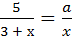 5/(3 + x) = a/x